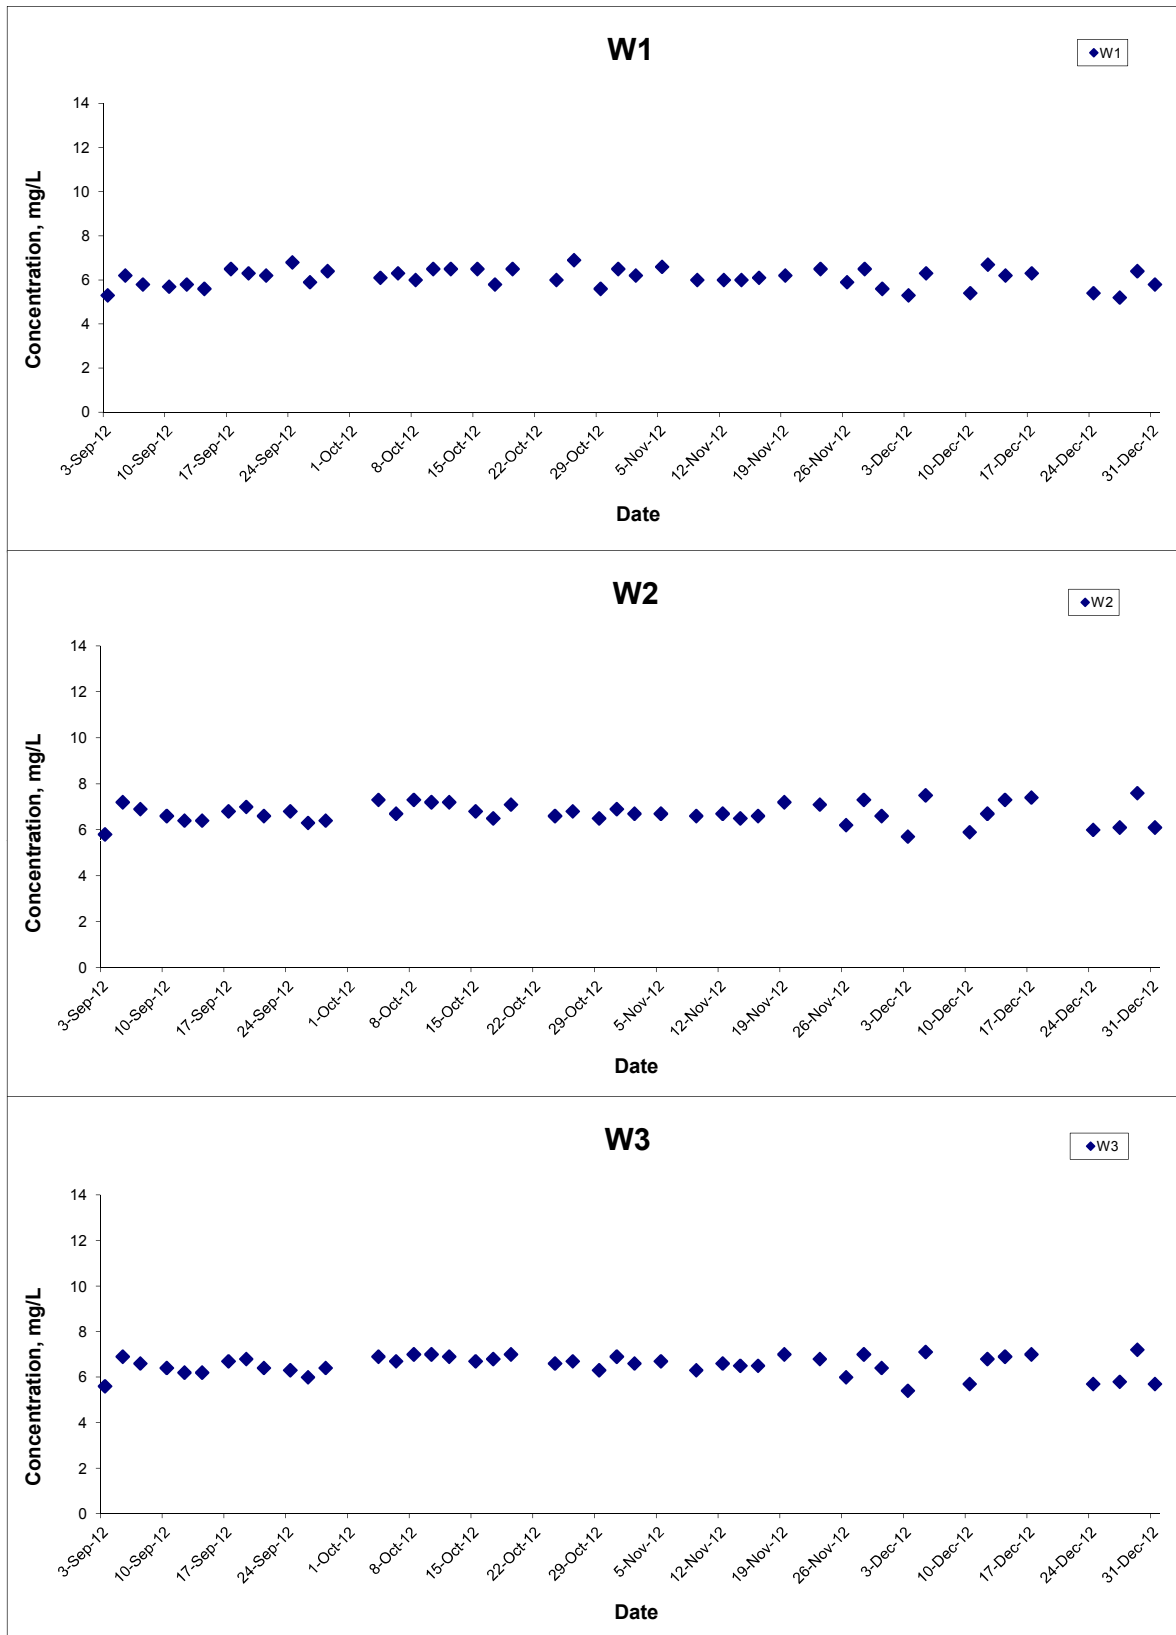 W1
W1
14
12
10
8
6
4
2
0
Concentration, mg/L
3-Sep-12
10-Sep-12
17-Sep-12
24-Sep-12
1-Oct-12
8-Oct-12
15-Oct-12
22-Oct-12
29-Oct-12
5-Nov-12
12-Nov-12
19-Nov-12
26-Nov-12
3-Dec-12
10-Dec-12
17-Dec-12
24-Dec-12
31-Dec-12
Date
W2
W2
14
12
10
8
6
4
2
0
Concentration, mg/L
3-Sep-12
10-Sep-12
17-Sep-12
24-Sep-12
1-Oct-12
8-Oct-12
15-Oct-12
22-Oct-12
29-Oct-12
5-Nov-12
12-Nov-12
19-Nov-12
26-Nov-12
3-Dec-12
10-Dec-12
17-Dec-12
24-Dec-12
31-Dec-12
Date
W3
W3
14
12
10
8
6
4
2
0
Concentration, mg/L
3-Sep-12
10-Sep-12
17-Sep-12
24-Sep-12
1-Oct-12
8-Oct-12
15-Oct-12
22-Oct-12
29-Oct-12
5-Nov-12
12-Nov-12
19-Nov-12
26-Nov-12
3-Dec-12
10-Dec-12
17-Dec-12
24-Dec-12
31-Dec-12
Date